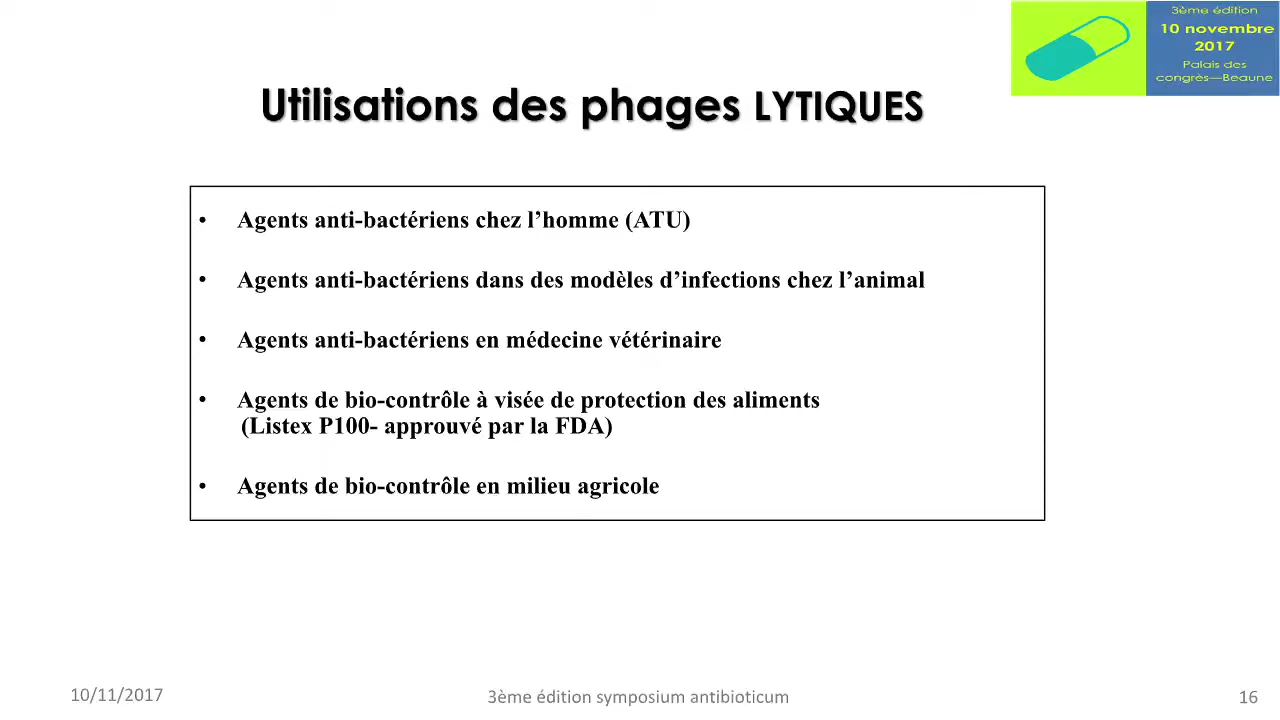 3ème édition
10 novembre
2017
Palais des
congrès—Beaune
Utilisations des phages LYTIQUES
• Agents anti-bactériens chez l’homme (ATU)
• Agents anti-bactériens dans des modèles d’infections chez l’animal
• Agents anti-bactériens en médecine vétérinaire
• Agents de bio-contrôle à visée de protection des aliments
(Listex P100- approuvé par la FDA)
• Agents de bio-contrôle en milieu agricole
10/11/2017
3ème édition symposium antibioticum
16